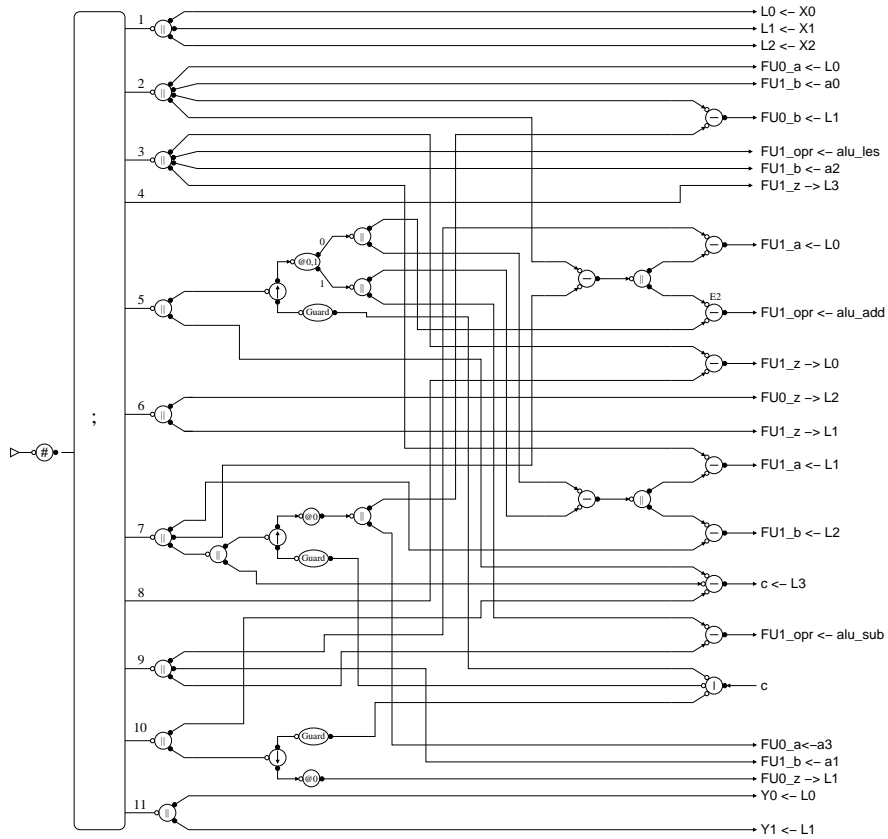 1
L0 <− X0
L1 <− X1
L2 <− X2
2
||
FU0_a <− L0
FU1_b <− a0
FU0_b <− L1
3
||
FU1_opr <− alu_les
FU1_b <− a2
4
FU1_z −> L3
0
@0,1
1
||
||
FU1_a <− L0
5
||
Guard
E2
FU1_opr <− alu_add
FU1_z −> L0
6
||
FU0_z −> L2
FU1_z −> L1
;
#
FU1_a <− L1
7
||
@0
||
||
Guard
FU1_b <− L2
8
c <− L3
9
||
FU1_opr <− alu_sub
c
10
||
Guard
@0
FU0_a<−a3
FU1_b <− a1
FU0_z −> L1
11
||
Y0 <− L0
Y1 <− L1